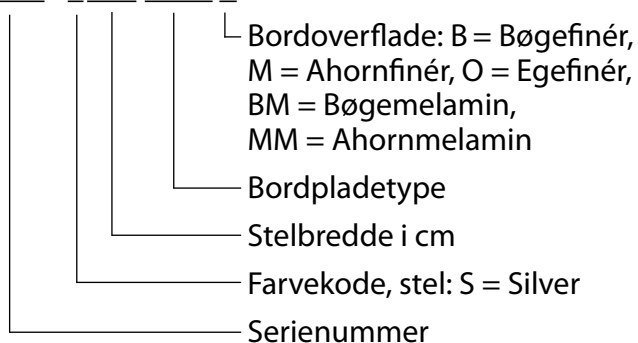 Bordoverflade: B = Bøgefinér,
M = Ahornfinér, O = Egefinér,
BM = Bøgemelamin,
MM = Ahornmelamin
Bordpladetype
Stelbredde i cm
Farvekode, stel: S = Silver
Serienummer